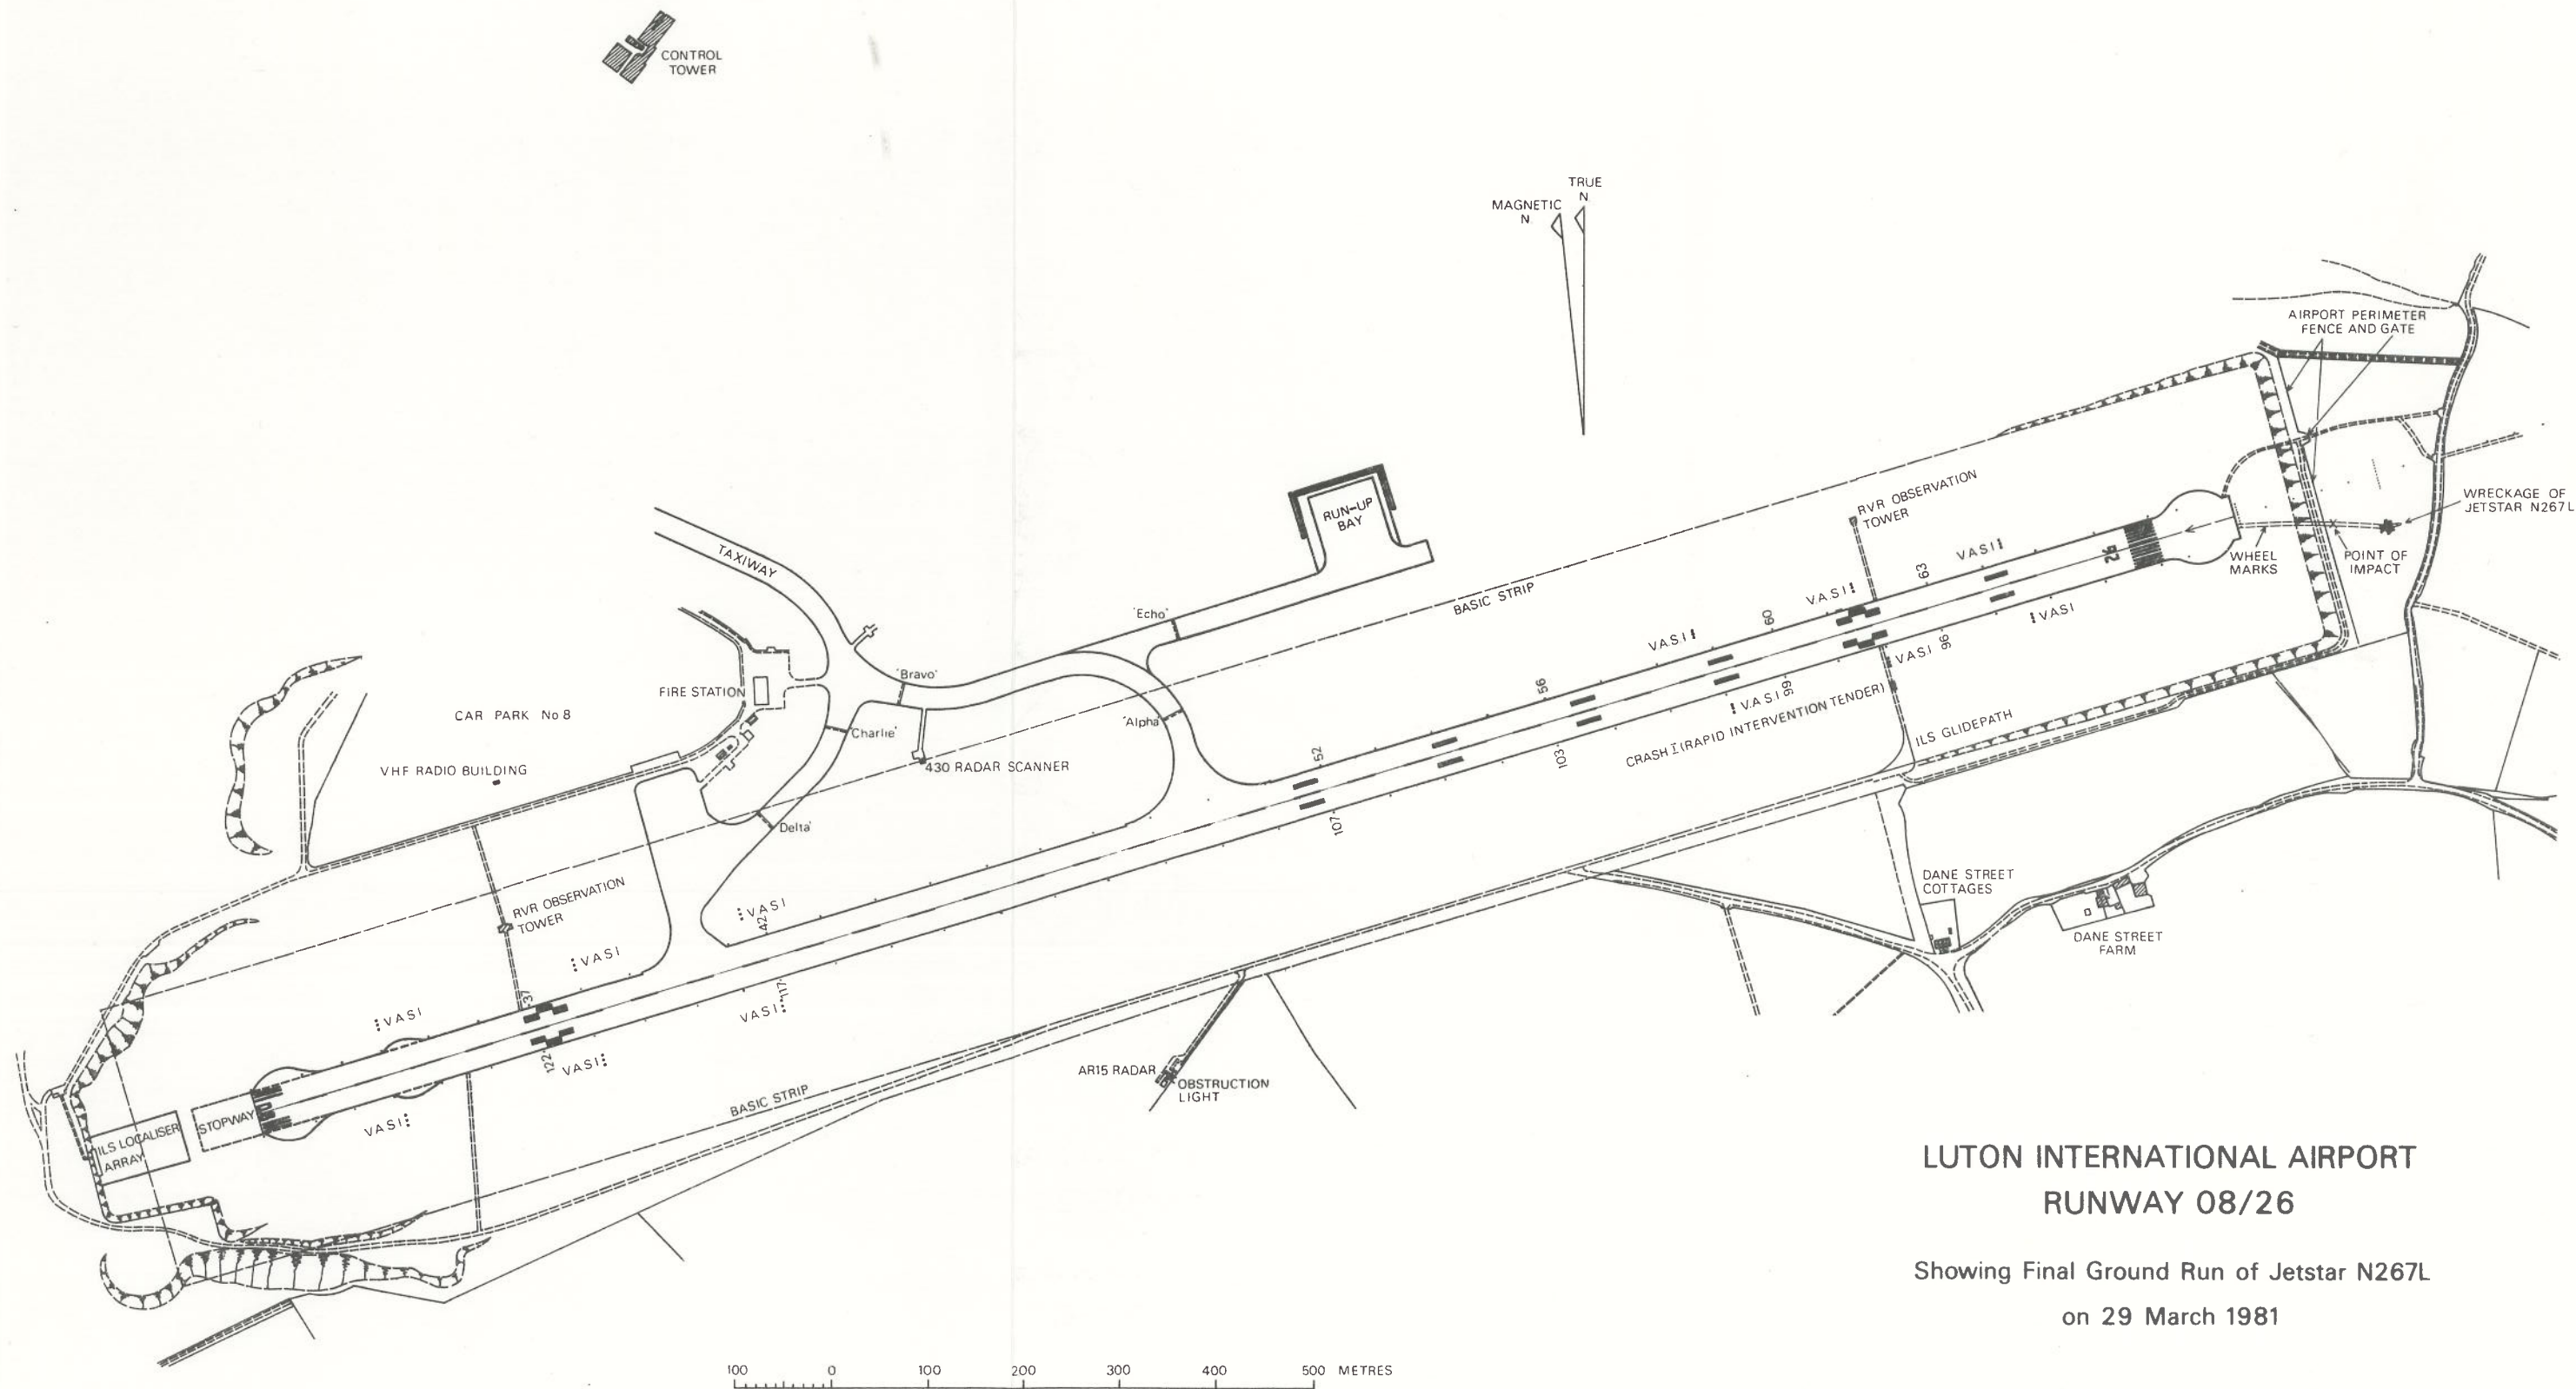 CONTROL
TOWER
TRUE
N
MAGNETIC
N
AIRPORT PERIMETER
FENCE AND GATE
WRECKAGE OF
JETSTAR N267L
WHEEL
MARKS
POINT OF
IMPACT
RVR OBSERVATION
TOWER
RUN-UP
BAY
TAXIWAY
BASIC STRIP
'Echo'
'Bravo'
'Alpha'
'Charlie'
'Delta'
FIRE STATION
CAR PARK No 8
VHF RADIO BUILDING
430 RADAR SCANNER
VASI
63
26
VASI
60
VASI
VASI
VASI
96
56
VASI
99
52
103
107
CRASH I (RAPID INTERVENTION TENDER)
ILS GLIDEPATH
RVR OBSERVATION
TOWER
VASI
42
VASI
37
VASI
117
VASI
122
VASI
VASI
STOPWAY
ILS LOCALISER
ARRAY
BASIC STRIP
AR15 RADAR
OBSTRUCTION
LIGHT
DANE STREET
COTTAGES
DANE STREET
FARM
LUTON INTERNATIONAL AIRPORT
RUNWAY 08/26
Showing Final Ground Run of Jetstar N267L
on 29 March 1981
100 0 100 200 300 400 500 METRES